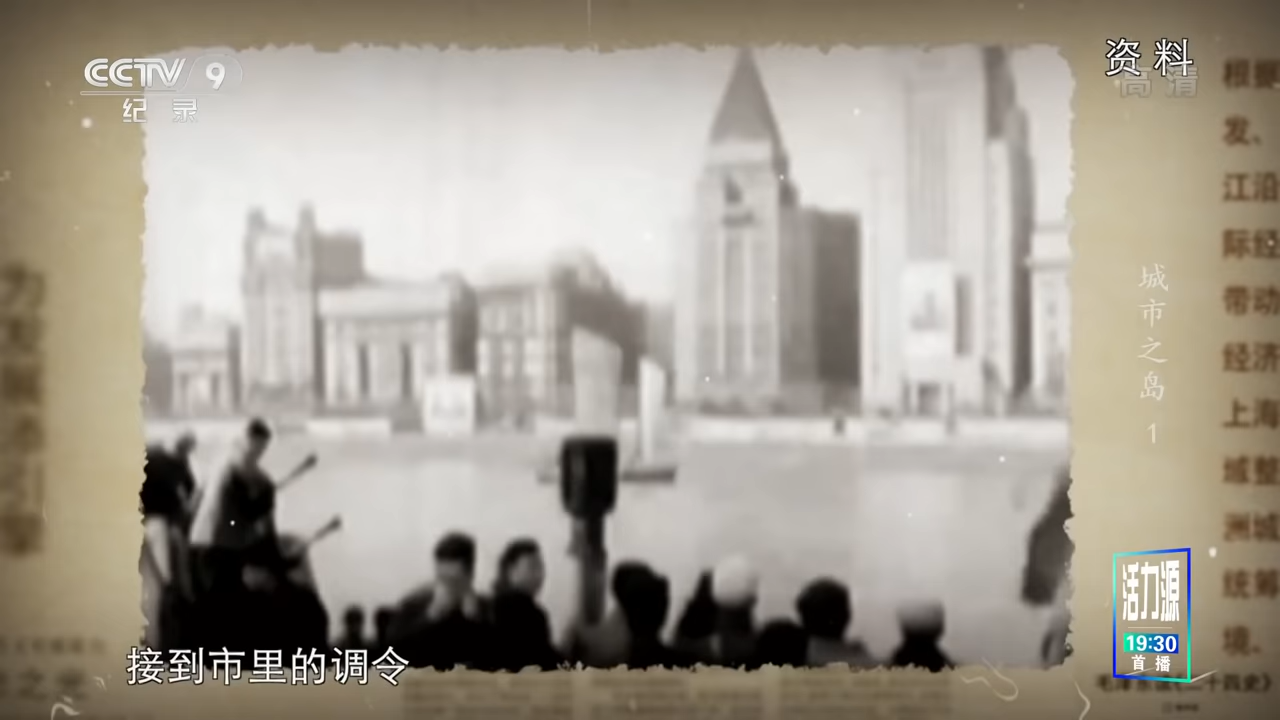 CCTV 9
纪录
资料
高清
根据
发、
江沿
际经
带动
经济
上海
域整
洲城
统筹
境、
城市之岛 1
活力源
19:30
首播
接到市里的调令